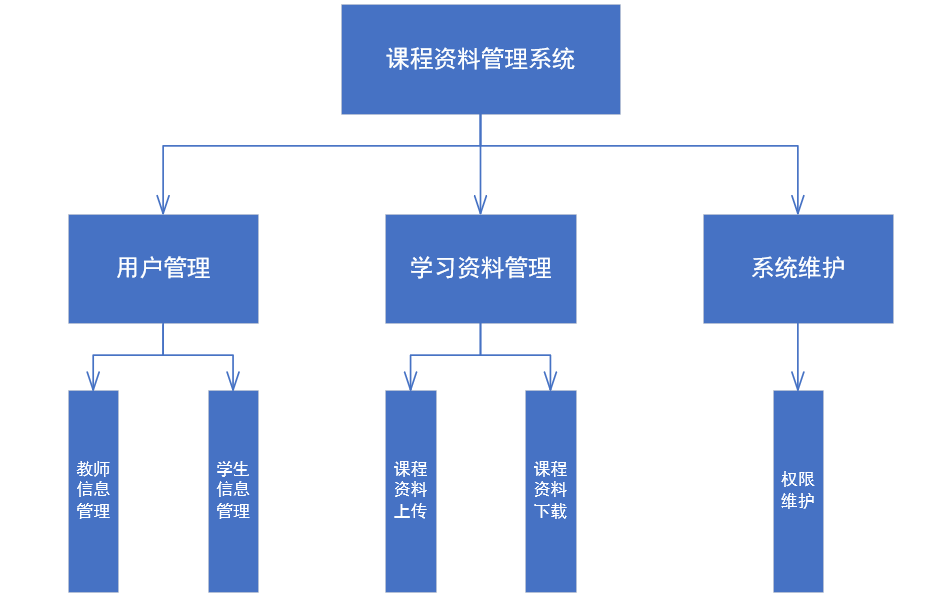 课程资料管理系统
用户管理
学习资料管理
系统维护
教师
信息
管理
学生
信息
管理
课程
资料
上传
课程
资料
下载
权限
维护